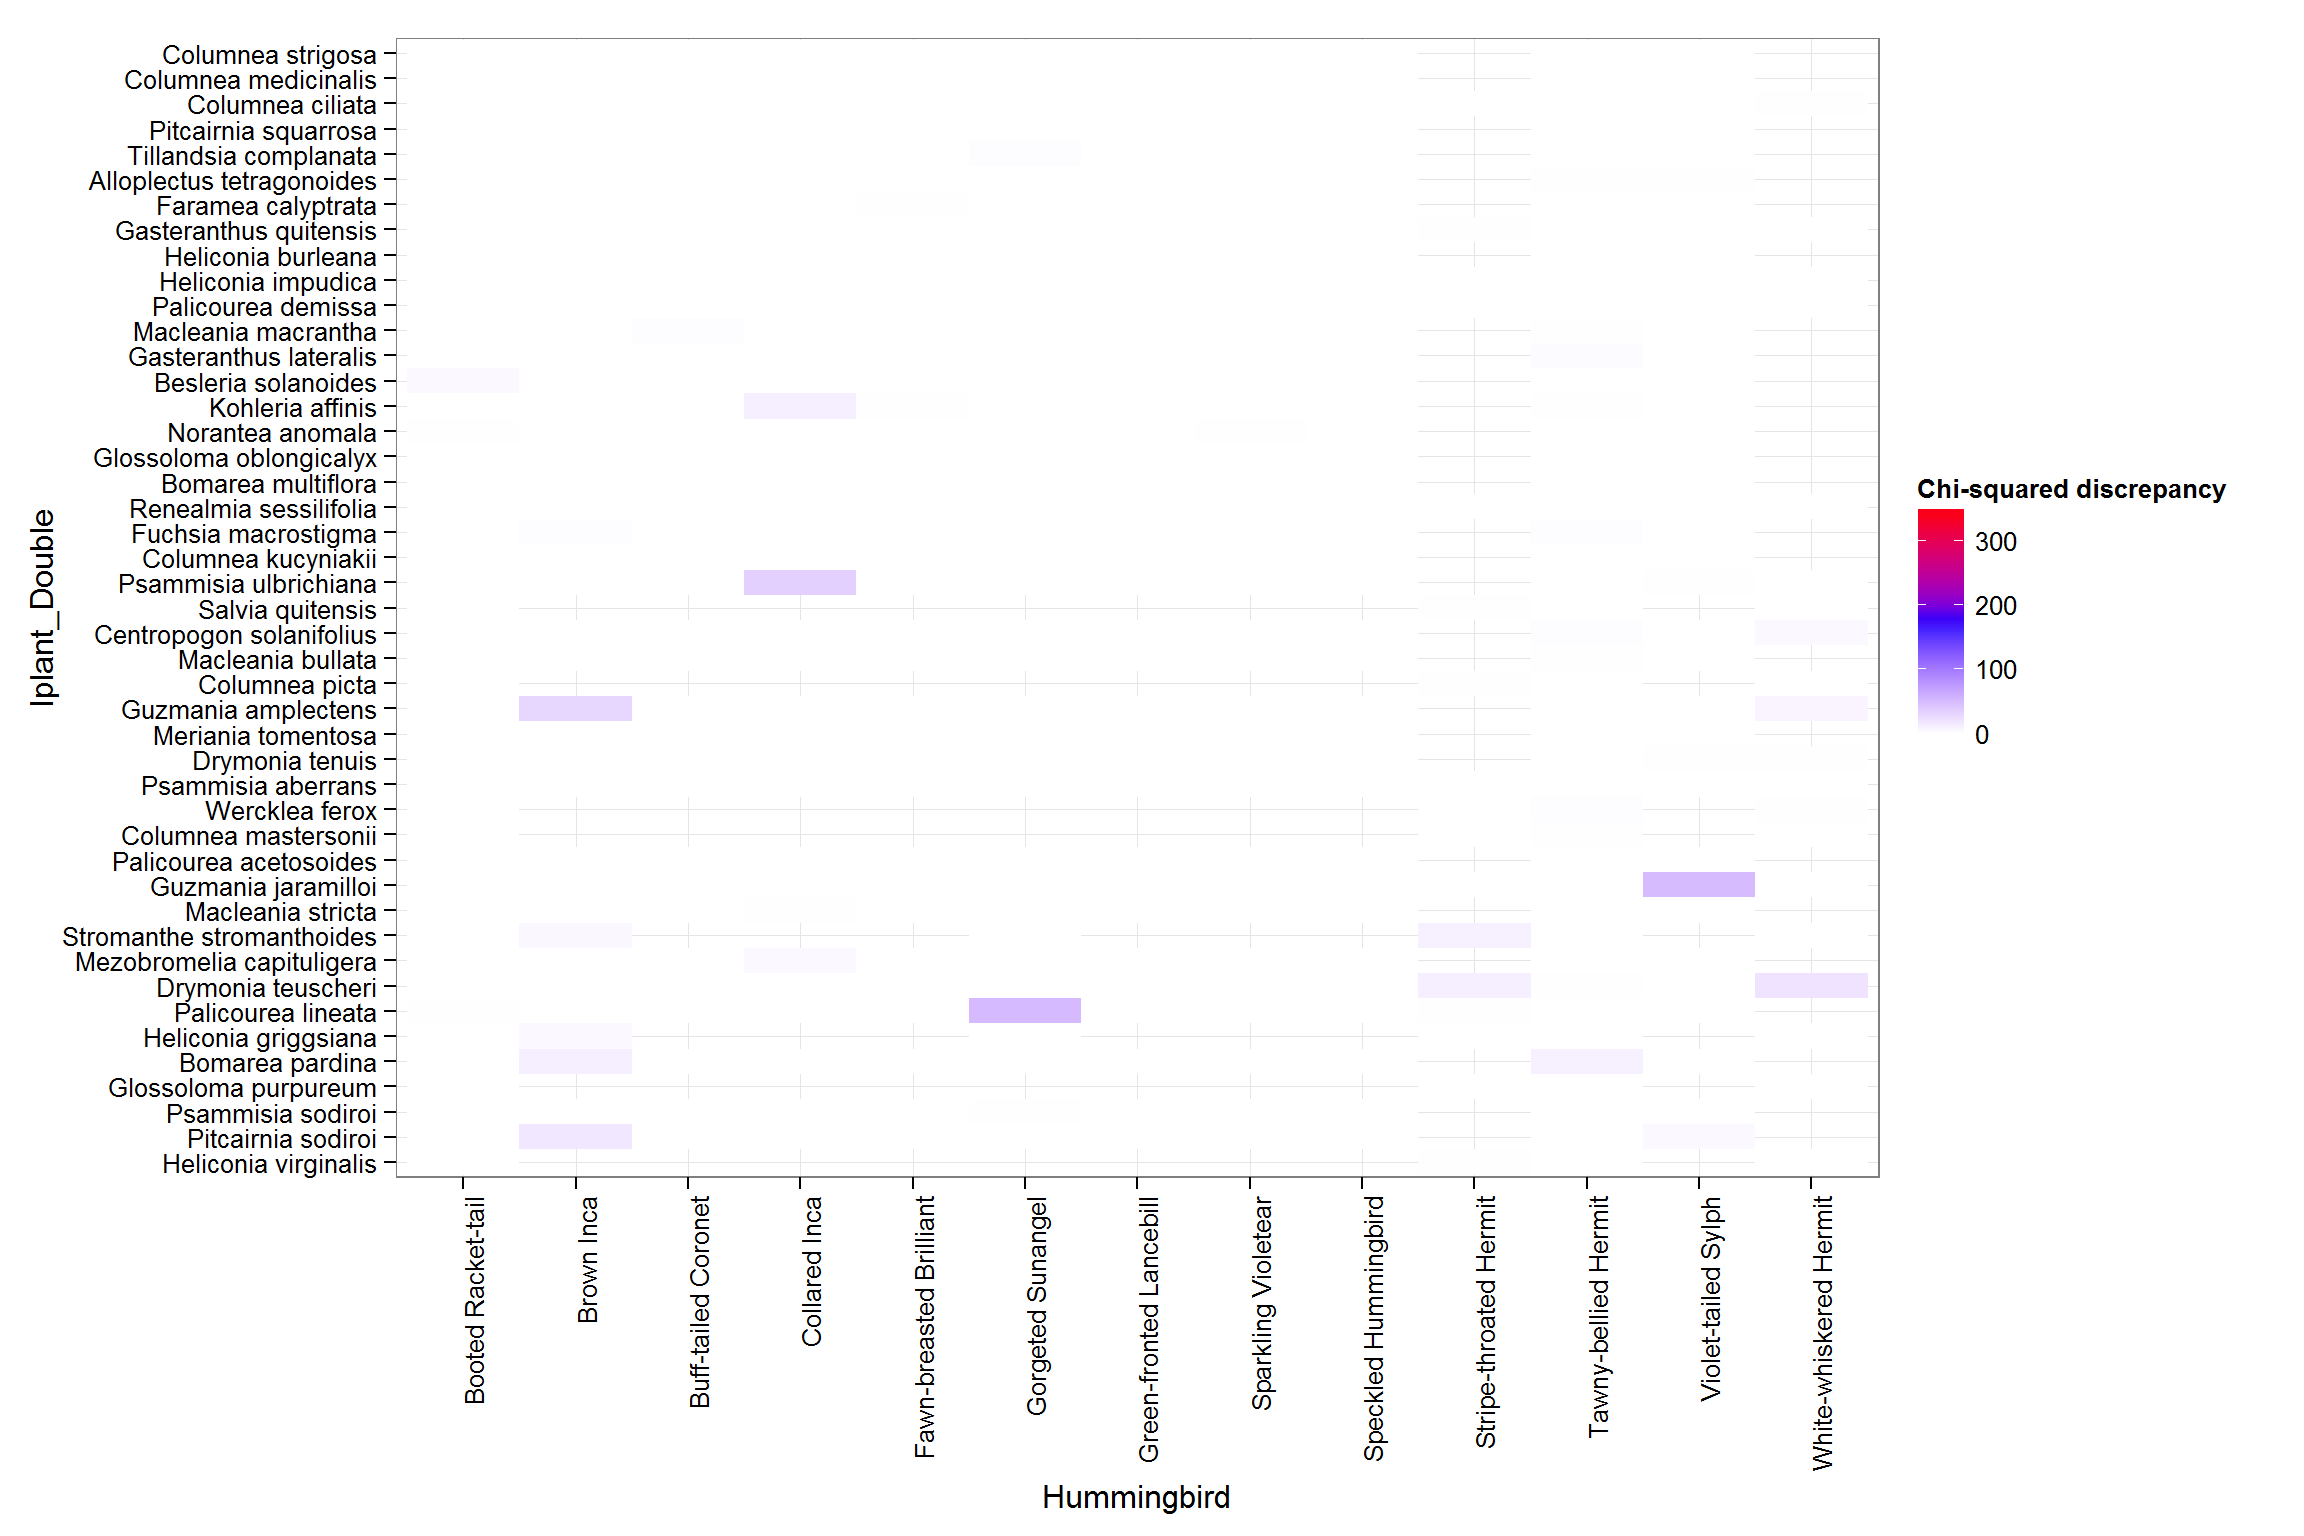 Columnea strigosa
Columnea medicinalis
Columnea ciliata
Pitcairnia squarrosa
Tillandsia complanata
Alloplectus tetragonoides
Faramea calyptrata
Gasteranthus quitensis
Heliconia burleana
Heliconia impudica
Palicourea demissa
Macleania macrantha
Gasteranthus lateralis
Besleria solanoides
Kohleria affinis
Norantea anomala
Glossoloma oblongicalyx
Bomarea multiflora
Renealmia sessilifolia
Fuchsia macrostigma
Columnea kucyniakii
Psammisia ulbrichiana
Salvia quitensis
Centropogon solanifolius
Macleania bullata
Columnea picta
Guzmania amplectens
Meriania tomentosa
Drymonia tenuis
Psammisia aberrans
Wercklea ferox
Columnea mastersonii
Palicourea acetosoides
Guzmania jaramilloi
Macleania stricta
Stromanthe stromanthoides
Mezobromelia capituligera
Drymonia teuscheri
Palicourea lineata
Heliconia griggsiana
Bomarea pardina
Glossoloma purpureum
Psammisia sodiroi
Pitcairnia sodiroi
Heliconia virginalis
Iplant_Double
Booted Racket-tail
Brown Inca
Buff-tailed Coronet
Collared Inca
Fawn-breasted Brilliant
Gorgeted Sunangel
Green-fronted Lancebill
Sparkling Violetear
Speckled Hummingbird
Stripe-throated Hermit
Tawny-bellied Hermit
Violet-tailed Sylph
White-whiskered Hermit
Hummingbird
Chi-squared discrepancy
300
200
100
0